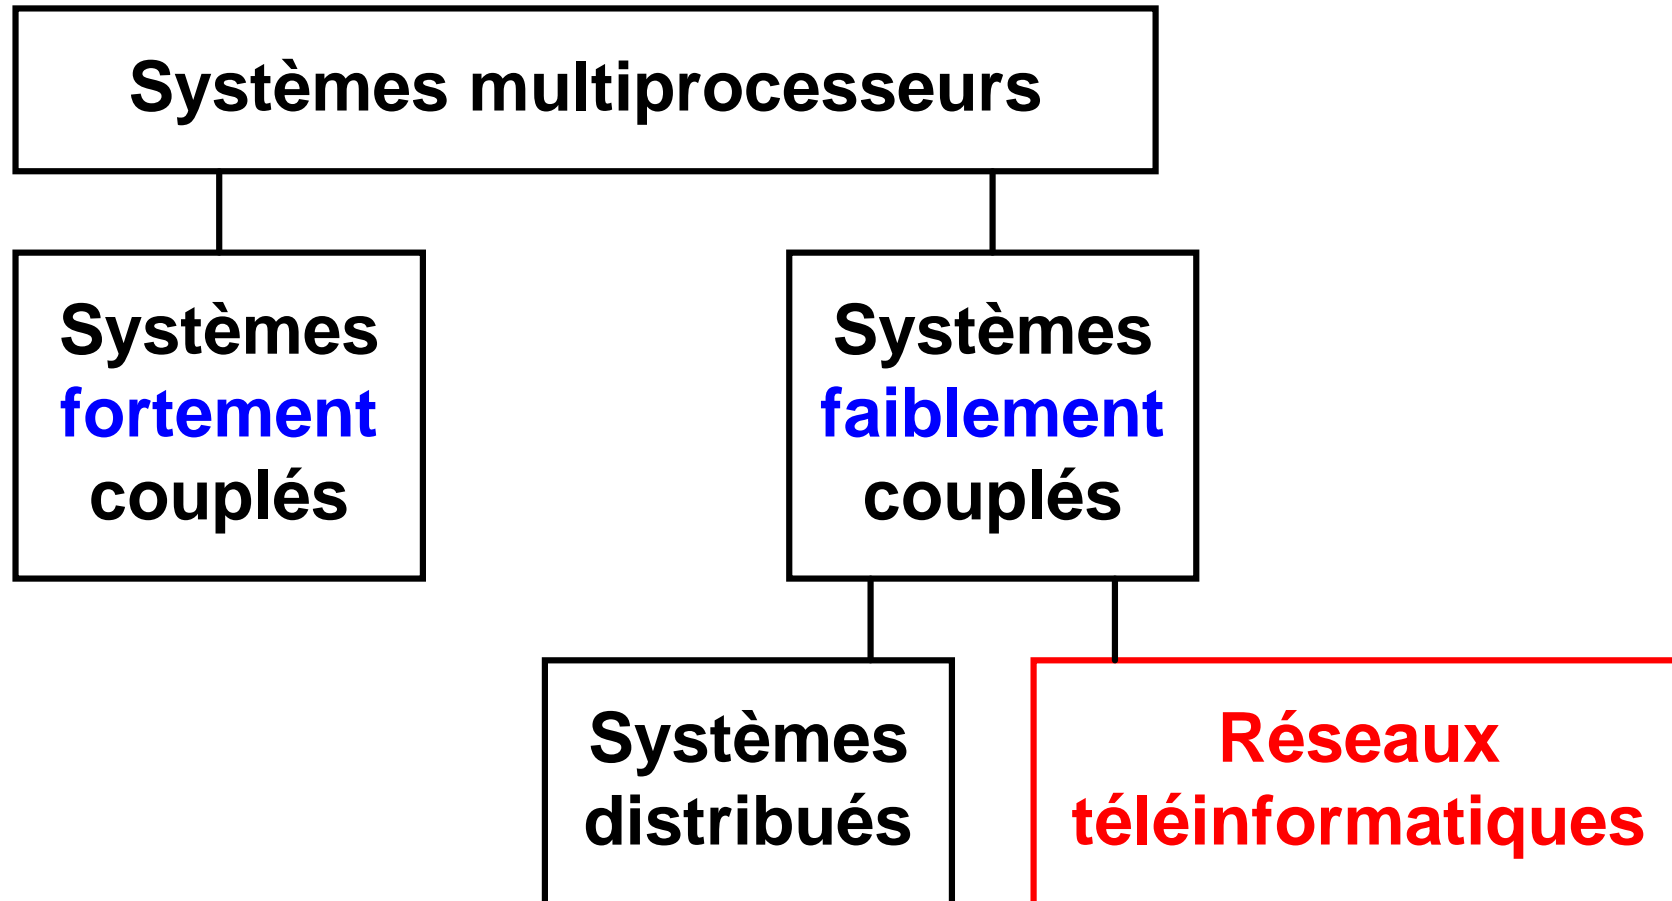 Systèmes multiprocesseurs
Systèmes
fortement
couplés
Systèmes
faiblement
couplés
Systèmes
distribués
Réseaux
téléinformatiques